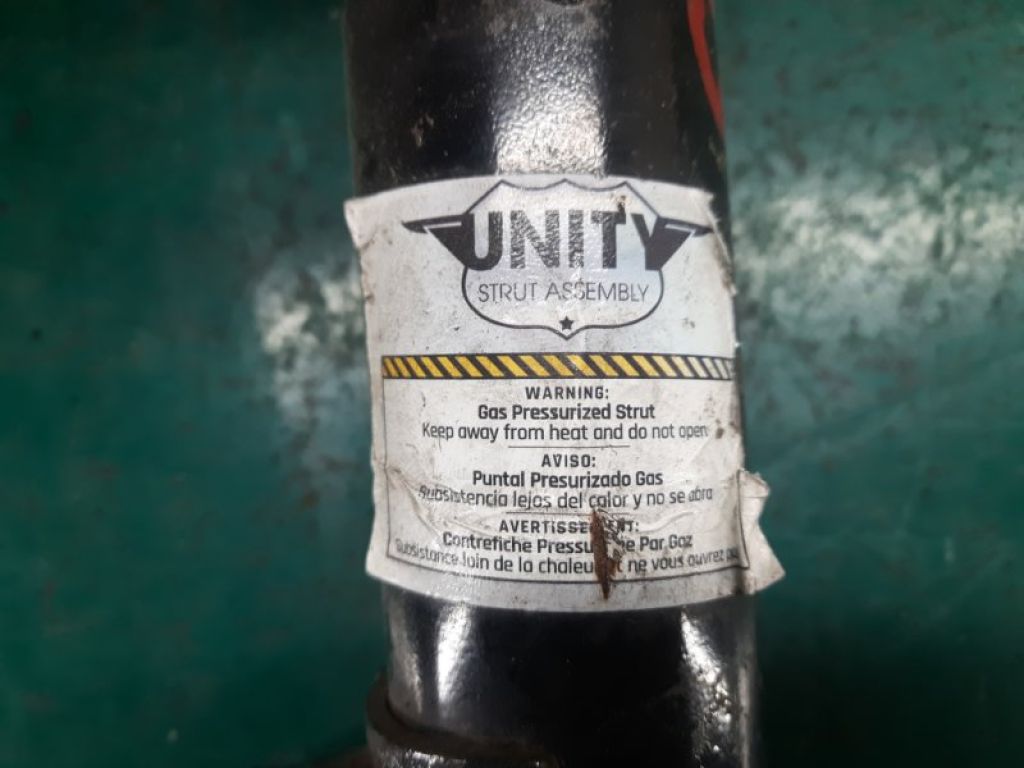 UNITY
STRUT ASSEMBLY
WARNING:
Gas Pressurized Strut
Keep away from heat and do not open
AVISO:
Puntal Presurizado Gas
Subsistencia lejos del calor y no se abra
Contrefiche Par Gaz
Subsistance loin de la ne vous ouvrez